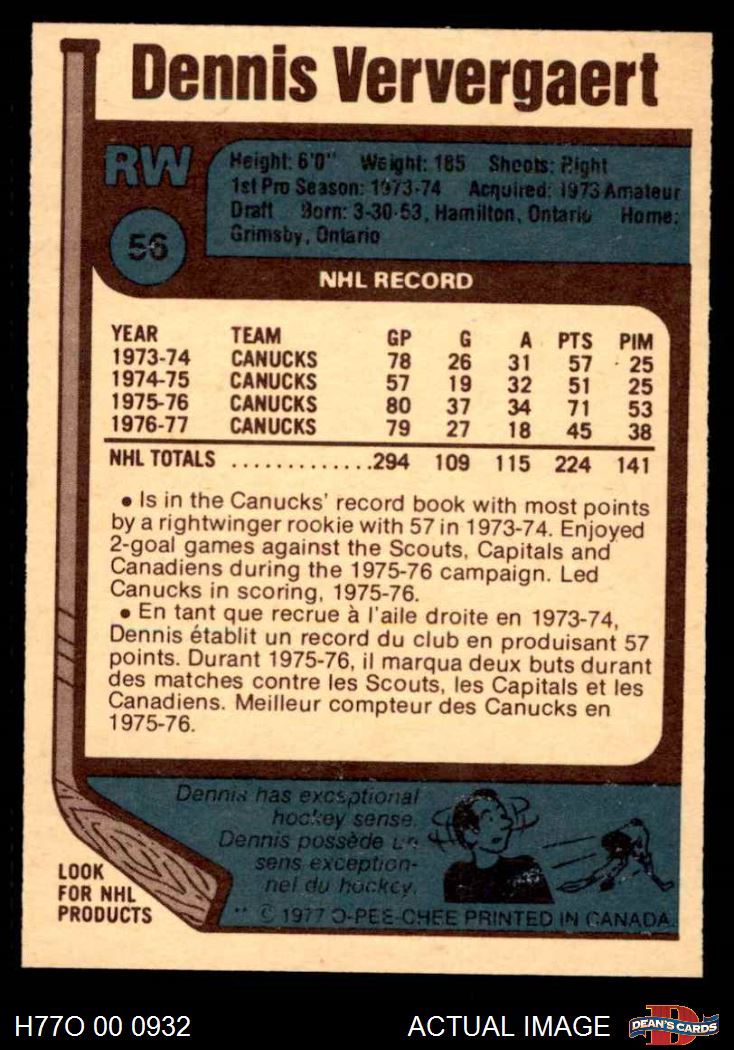 Dennis Ververgaert
RW
56
Height: 6'0" Weight: 185 Shoots: Right
1st Pro Season: 1973-74 Acquired: 1973 Amateur
Draft Born: 3-30-53, Hamilton, Ontario Home:
Grimsby, Ontario
NHL RECORD
YEAR TEAM GP G A PTS PIM
1973-74 CANUCKS 78 26 31 57 25
1974-75 CANUCKS 57 19 32 51 25
1975-76 CANUCKS 80 37 34 71 53
1976-77 CANUCKS 79 27 18 45 38
NHL TOTALS ..............294 109 115 224 141
• Is in the Canucks' record book with most points
by a rightwinger rookie with 57 in 1973-74. Enjoyed
2-goal games against the Scouts, Capitals and
Canadiens during the 1975-76 campaign. Led
Canucks in scoring, 1975-76.
• En tant que recrue à l'aile droite en 1973-74,
Dennis établit un record du club en produisant 57
points. Durant 1975-76, il marqua deux buts durant
des matches contre les Scouts, les Capitals et les
Canadiens. Meilleur compteur des Canucks en
1975-76.
Dennis has exceptional
hockey sense.
Dennis possède un
sens exception-
nel du hockey.
LOOK
FOR NHL
PRODUCTS
** © 1977 O-PEE-CHEE PRINTED IN CANADA.
H77O 00 0932
ACTUAL IMAGE
D
DEAN'S CARDS